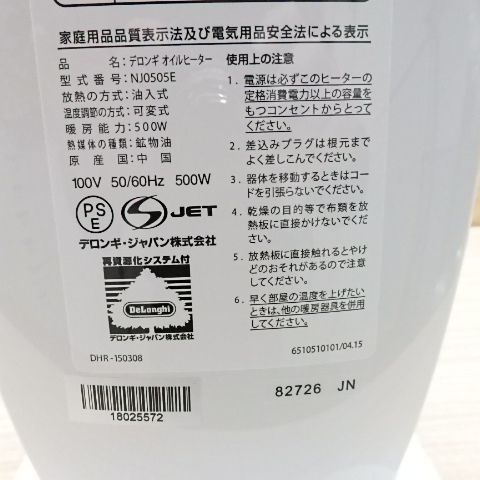 家庭用品品質表示法及び電気用品安全法による表示
品　　　名：デロンギ オイルヒーター
型式番号：NJ0505E
放熱の方式：油入式
温度調節の方式：可変式
暖房能力：500W
熱媒体の種類：鉱物油
原産国：中国
100V 50/60Hz 500W
PS
E
S JET
デロンギ・ジャパン株式会社
再資源化システム付
DeLonghi
デロンギ・ジャパン株式会社
DHR-150308
使用上の注意
1. 電源は必ずこのヒーターの
定格消費電力以上の容量を
もつコンセントからとって
ください。
2. 差込みプラグは根元まで
よく差しこんでください。
3. 器体を移動するときはコー
ドを引張らないでください。
4. 乾燥の目的等で布類を放
熱板に直接かけないでくだ
さい。
5. 放熱板に直接触れるとやけ
どのおそれがあるので注意
してください。
6. 早く部屋の温度を上げたい
ときは、他の暖房器具を併用
してください。
6510510101/04.15
18025572
82726 JN